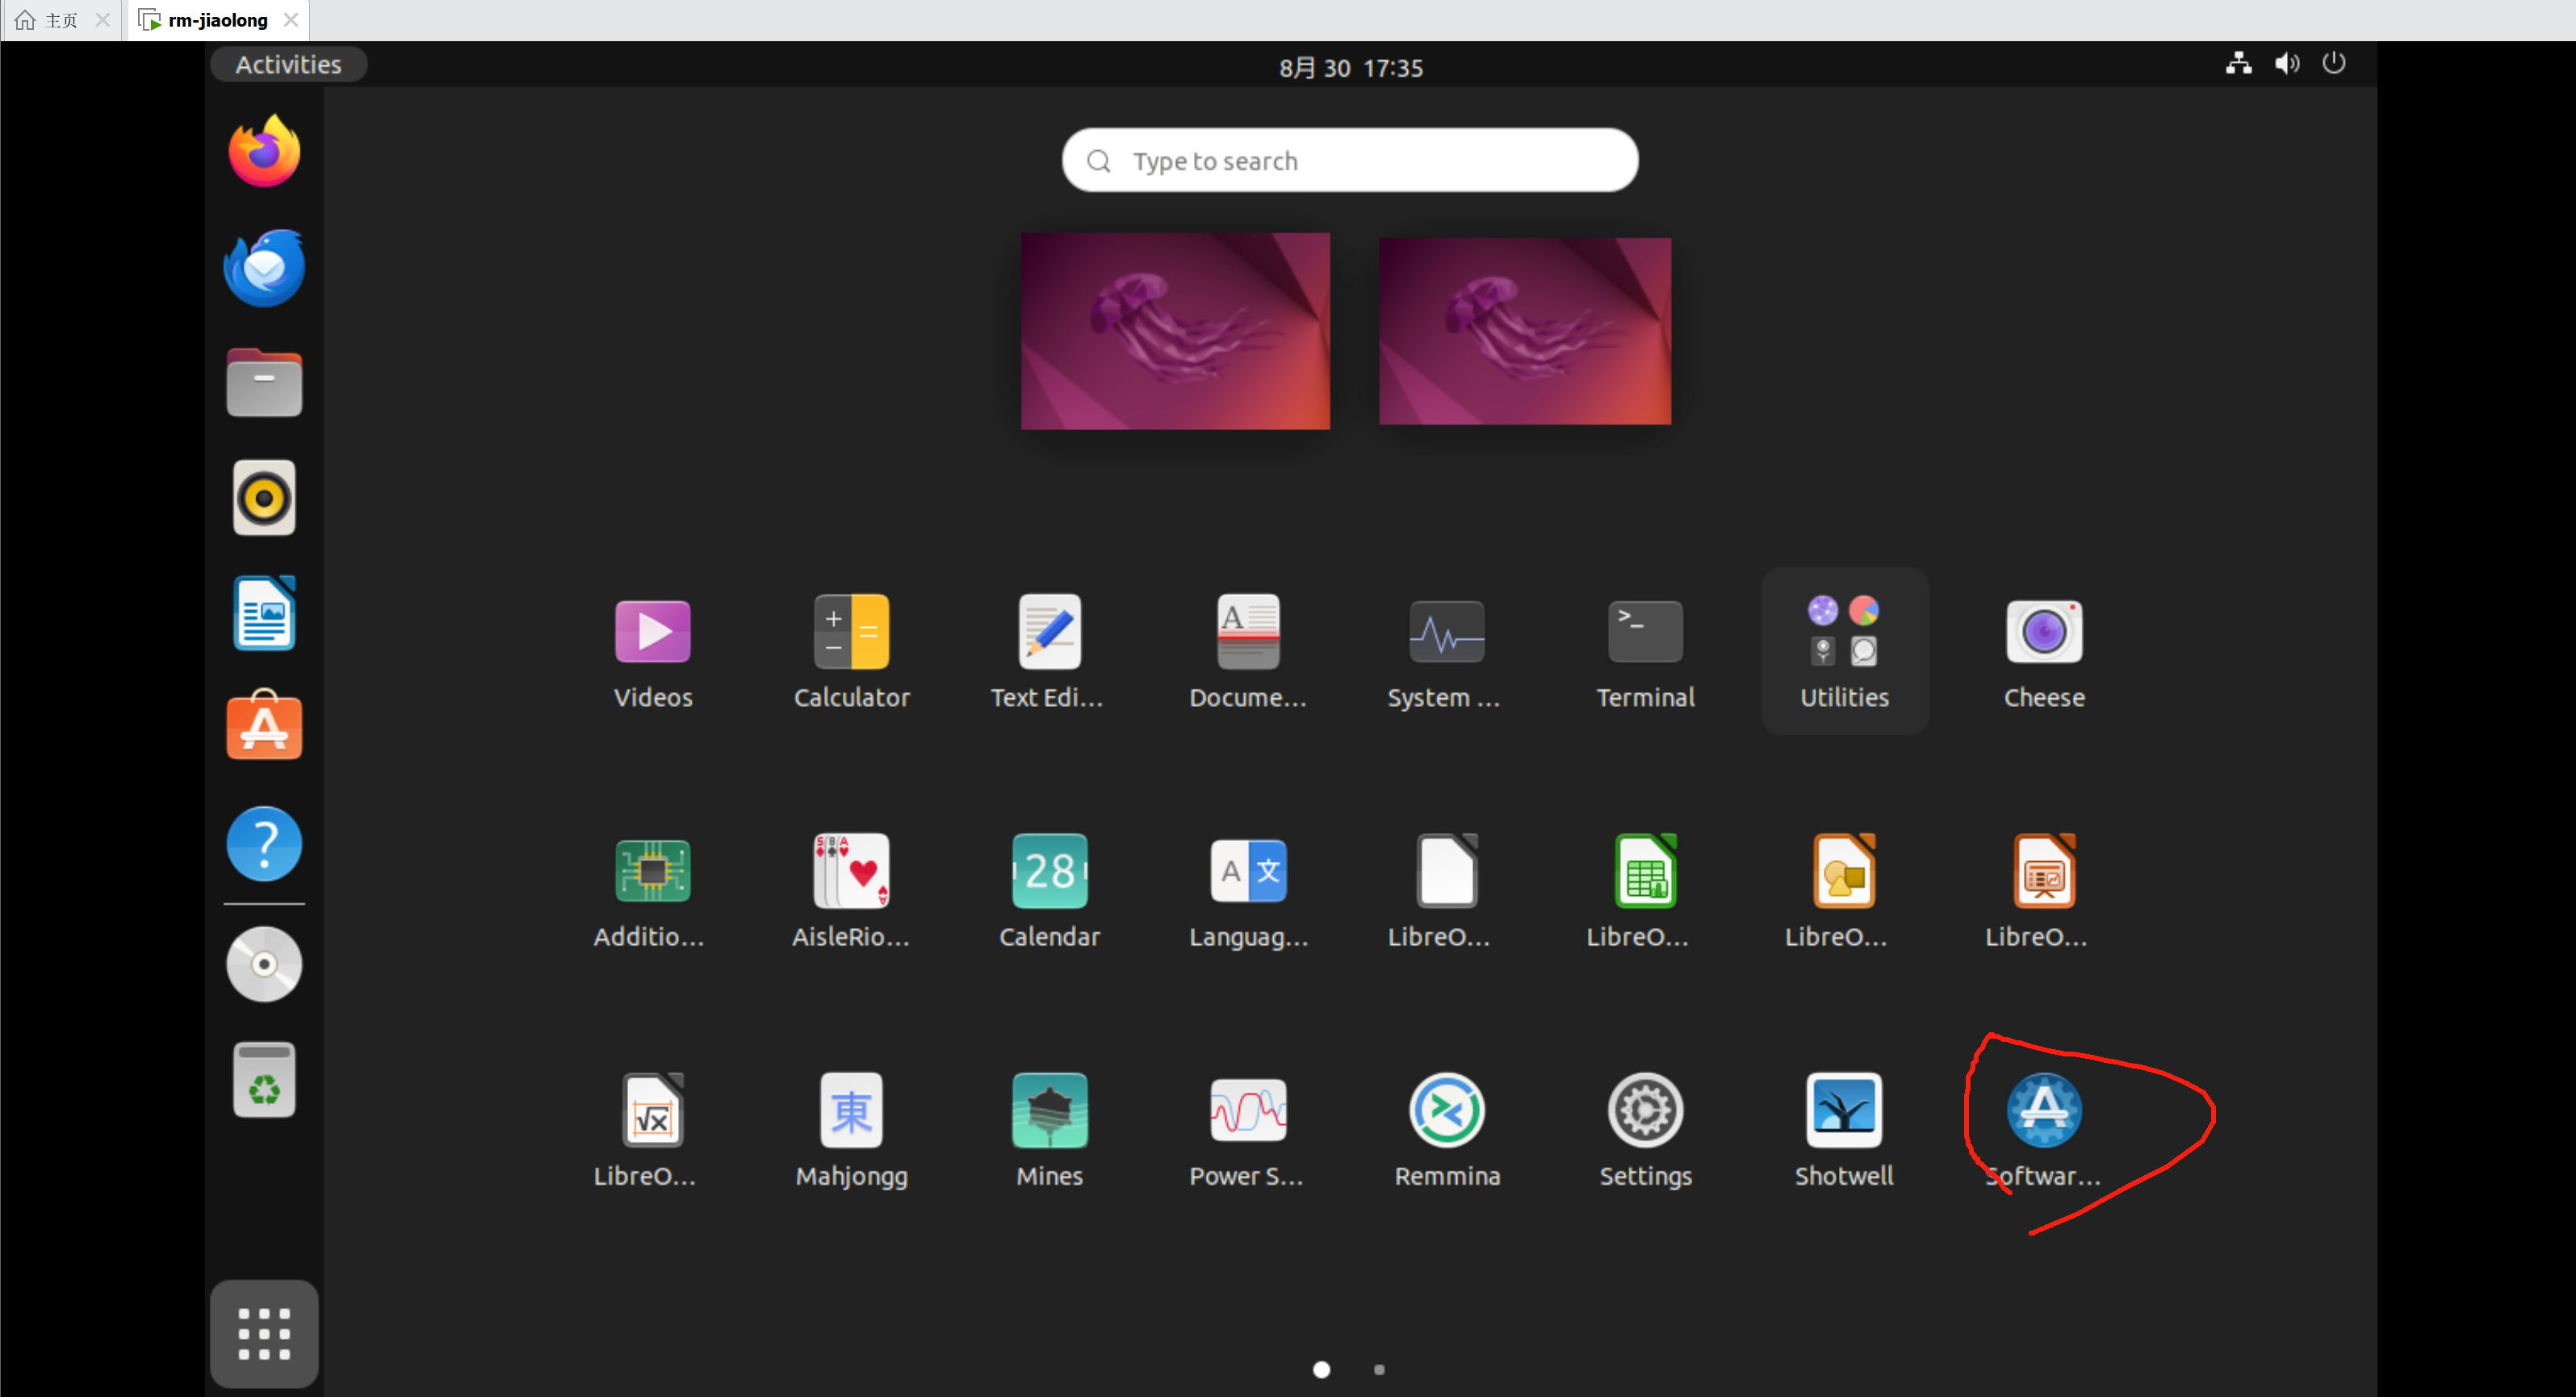 主页
rm-jiaolong
Activities
8月 30 17:35
Type to search
Videos
Calculator
Text Edi...
Docume...
System ...
Terminal
Utilities
Cheese
Additio...
AisleRio...
28
Calendar
Languag...
LibreO...
LibreO...
LibreO...
LibreO...
LibreO...
東
Mahjongg
Mines
Power S...
Remmina
Settings
Shotwell
Softwar...